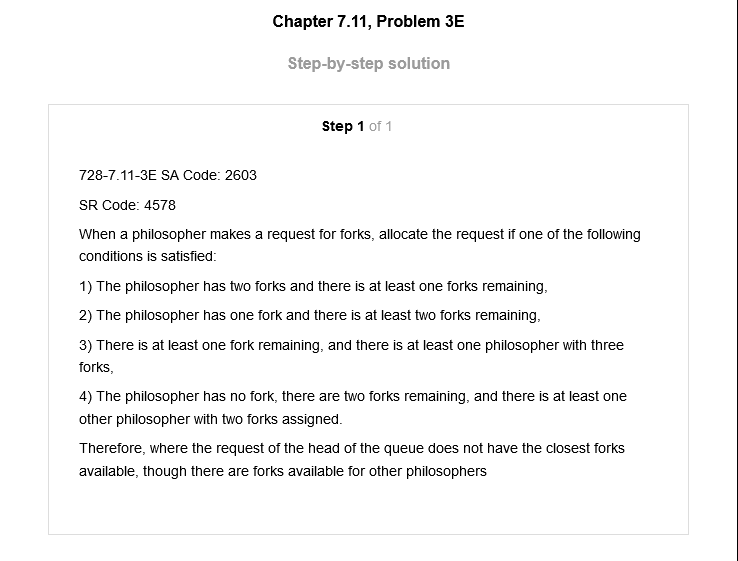 Chapter 7.11, Problem 3E
Step-by-step solution
Step 1 of 1
728-7.11-3E SA Code: 2603
SR Code: 4578
When a philosopher makes a request for forks, allocate the request if one of the following
conditions is satisfied:
1) The philosopher has two forks and there is at least one forks remaining,
2) The philosopher has one fork and there is at least two forks remaining,
3) There is at least one fork remaining, and there is at least one philosopher with three
forks,
4) The philosopher has no fork, there are two forks remaining, and there is at least one
other philosopher with two forks assigned.
Therefore, where the request of the head of the queue does not have the closest forks
available, though there are forks available for other philosophers